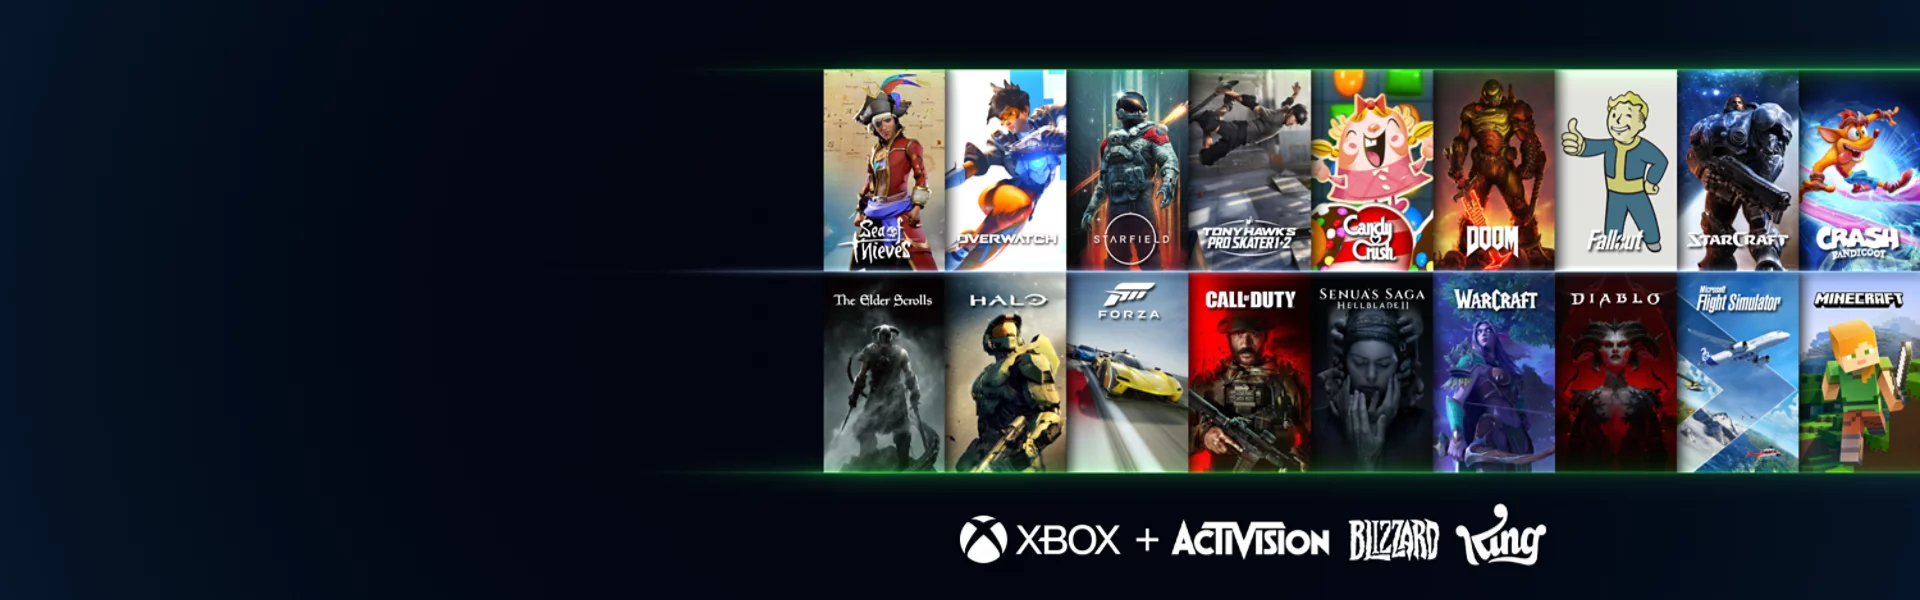 Sea of
Thieves
OVERWATCH
STARFIELD
TONY HAWK'S
PRO SKATER 1+2
Candy
Crush
DOOM
Fallout
STARCRAFT
CRASH
BANDICOOT
The Elder Scrolls
HALO
FORZA
CALL OF DUTY
SENUA'S SAGA
HELLBLADE II
WARCRAFT
DIABLO
Microsoft
Flight Simulator
MINECRAFT
XBOX + ACTIVISION BLIZZARD King